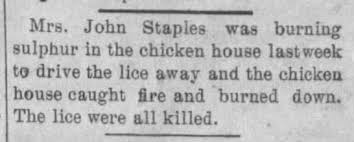 Mrs. John Staples was burning
sulphur in the chicken house last week
to drive the lice away and the chicken
house caught fire and burned down.
The lice were all killed.